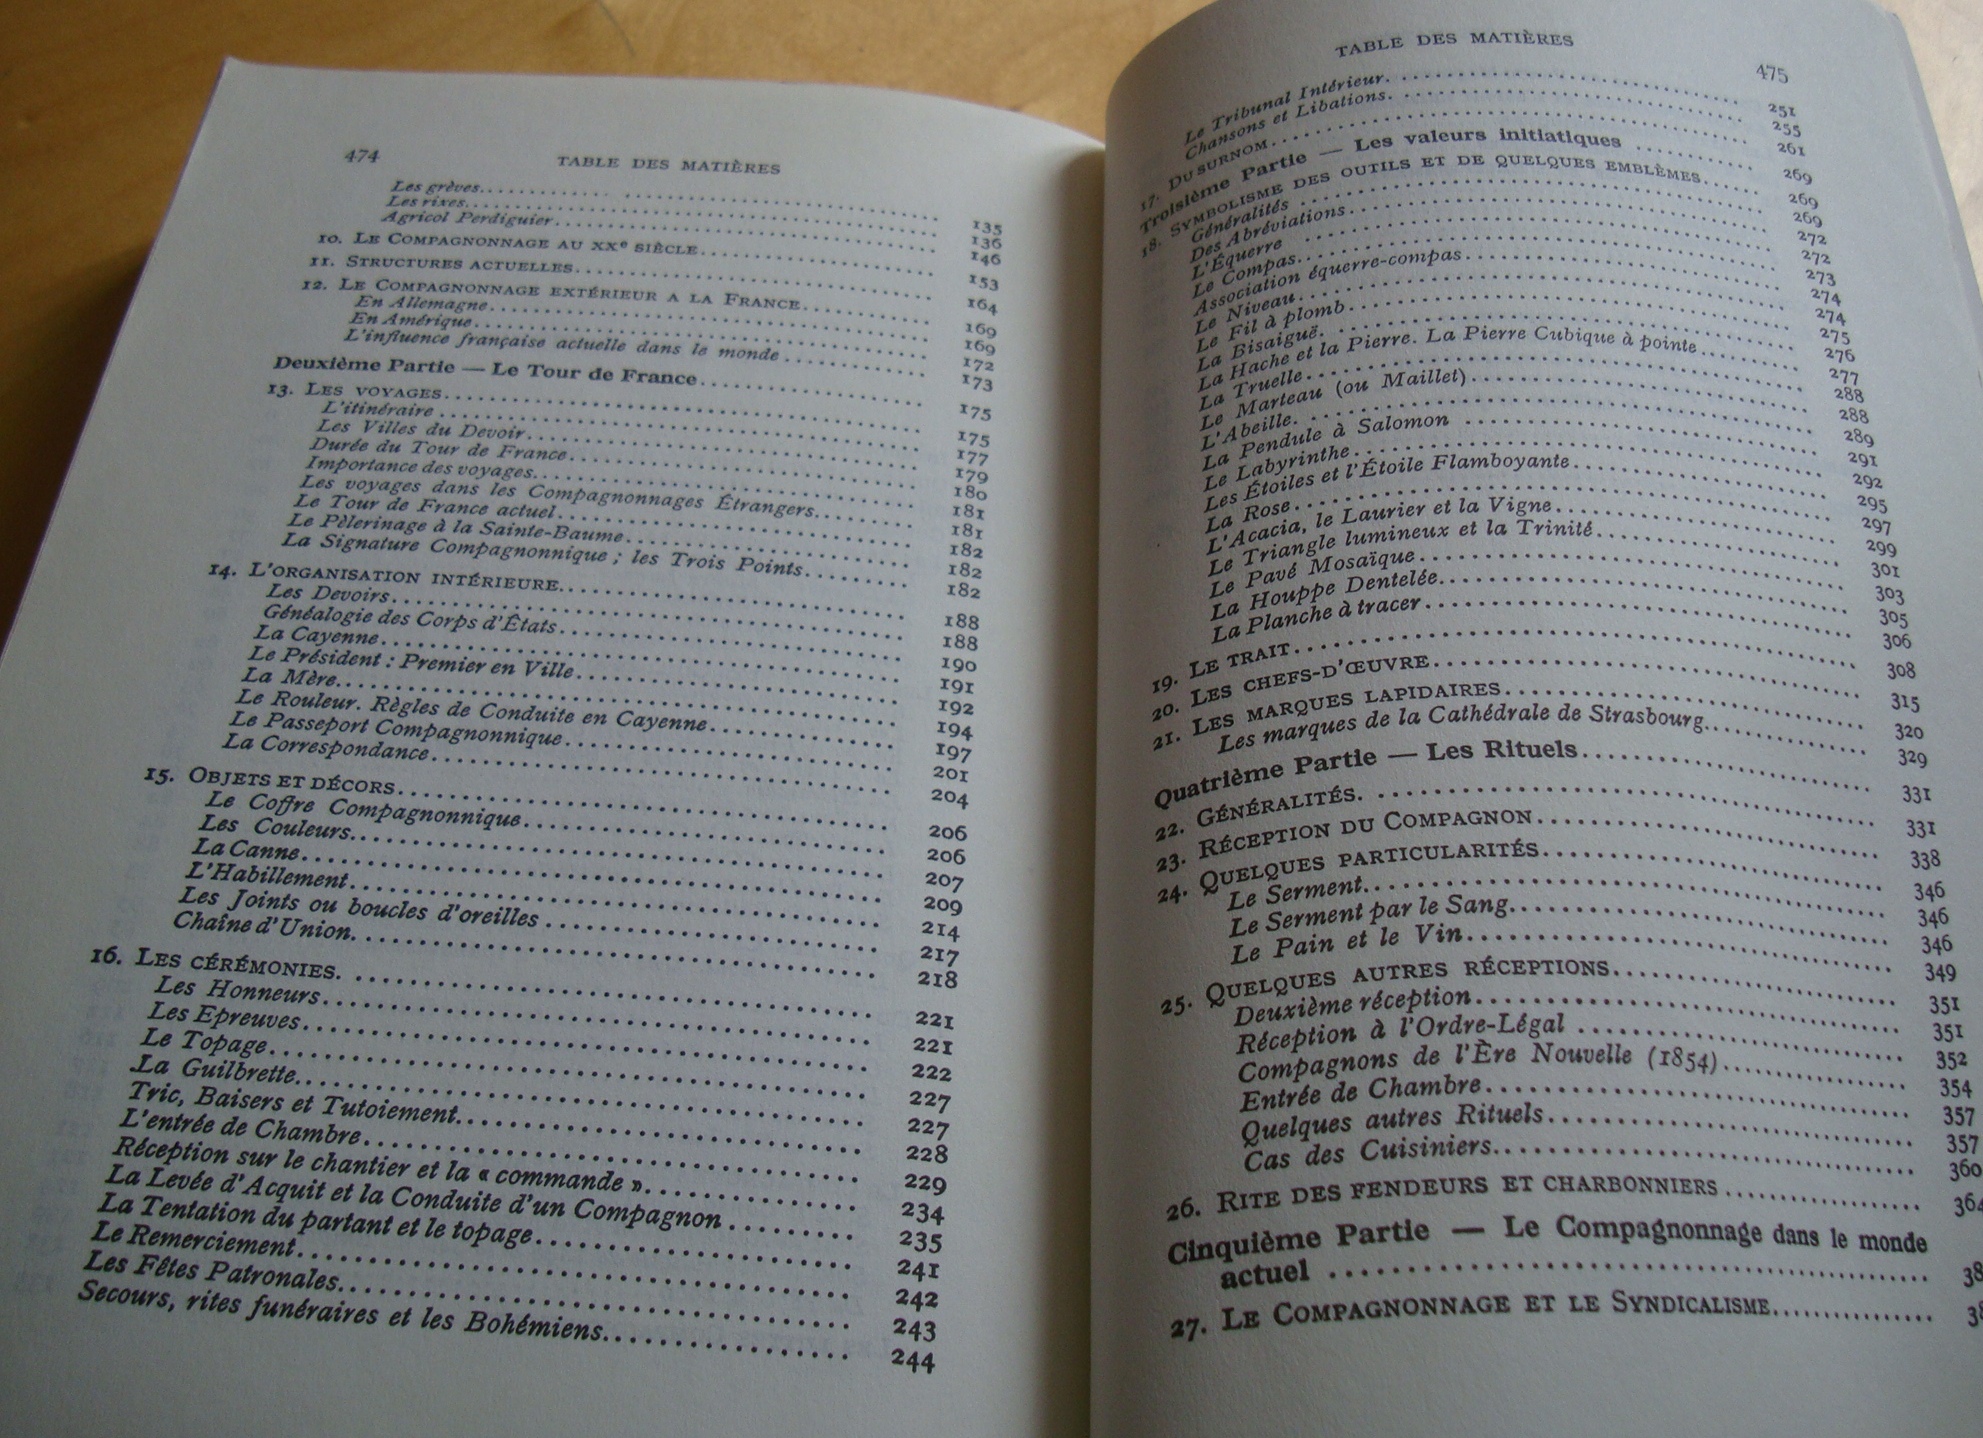 474 TABLE DES MATIÈRES
Les grèves 135
Les rixes 136
Agricol Perdiguier 146
10. LE COMPAGNONNAGE AU XXe SIÈCLE 153
11. STRUCTURES ACTUELLES 164
12. LE COMPAGNONNAGE EXTÉRIEUR A LA FRANCE 169
En Allemagne 169
En Amérique 172
L'influence française actuelle dans le monde 173
Deuxième Partie — Le Tour de France 175
13. LES VOYAGES 175
L'itinéraire 177
Les Villes du Devoir 179
Durée du Tour de France 180
Importance des voyages 181
Les voyages dans les Compagnonnages Étrangers 181
Le Tour de France actuel 182
Le Pèlerinage à la Sainte-Baume 182
La Signature Compagnonnique ; les Trois Points 182
14. L'ORGANISATION INTÉRIEURE 188
Les Devoirs 188
Généalogie des Corps d'États 190
La Cayenne 191
Le Président : Premier en Ville 192
La Mère 194
Le Rouleur. Règles de Conduite en Cayenne 197
Le Passeport Compagnonnique 201
La Correspondance 204
15. OBJETS ET DÉCORS 206
Le Coffre Compagnonnique 206
Les Couleurs 207
La Canne 209
L'Habillement 214
Les Joints ou boucles d'oreilles 217
Chaîne d'Union 218
16. LES CÉRÉMONIES 221
Les Honneurs 221
Les Epreuves 222
Le Topage 227
La Guilbrette 227
Tric, Baisers et Tutoiement 228
L'entrée de Chambre 229
Réception sur le chantier et la « commande » 234
La Levée d'Acquit et la Conduite d'un Compagnon 235
La Tentation du partant et le topage 241
Le Remerciement 242
Les Fêtes Patronales 243
Secours, rites funéraires et les Bohémiens 244
TABLE DES MATIÈRES 475
Le Tribunal Intérieur 251
Chansons et Libations 255
17. DU SURNOM 261
Troisième Partie — Les valeurs initiatiques 269
18. SYMBOLISME DES OUTILS ET DE QUELQUES EMBLÈMES 269
Généralités 269
Des Abréviations 272
L'Équerre 272
Le Compas 273
Association équerre-compas 274
Le Niveau 274
Le Fil à plomb 275
La Bisaiguë 276
La Hache et la Pierre. La Pierre Cubique à pointe 277
La Truelle 288
Le Marteau (ou Maillet) 288
L'Abeille 289
La Pendule à Salomon 291
Le Labyrinthe 292
Les Étoiles et l'Étoile Flamboyante 295
La Rose 297
L'Acacia, le Laurier et la Vigne 299
Le Triangle lumineux et la Trinité 301
Le Pavé Mosaïque 303
La Houppe Dentelée 305
La Planche à tracer 306
19. LE TRAIT 308
20. LES CHEFS-D'ŒUVRE 315
21. LES MARQUES LAPIDAIRES 320
Les marques de la Cathédrale de Strasbourg 329
Quatrième Partie — Les Rituels 331
22. GÉNÉRALITÉS 331
23. RÉCEPTION DU COMPAGNON 338
24. QUELQUES PARTICULARITÉS 346
Le Serment 346
Le Serment par le Sang 346
Le Pain et le Vin 349
25. QUELQUES AUTRES RÉCEPTIONS 351
Deuxième réception 351
Réception à l'Ordre-Légal 352
Compagnons de l'Ère Nouvelle (1854) 354
Entrée de Chambre 357
Quelques autres Rituels 357
Cas des Cuisiniers 360
26. RITE DES FENDEURS ET CHARBONNIERS 364
Cinquième Partie — Le Compagnonnage dans le monde
actuel
27. LE COMPAGNONNAGE ET LE SYNDICALISME